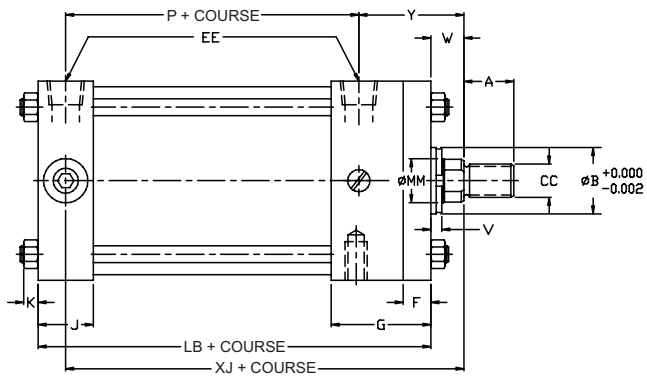 P + COURSE
Y
EE
W
A
ØMM
CC
ØB +0.000 -0.002
V
K
F
J
G
LB + COURSE
XJ + COURSE